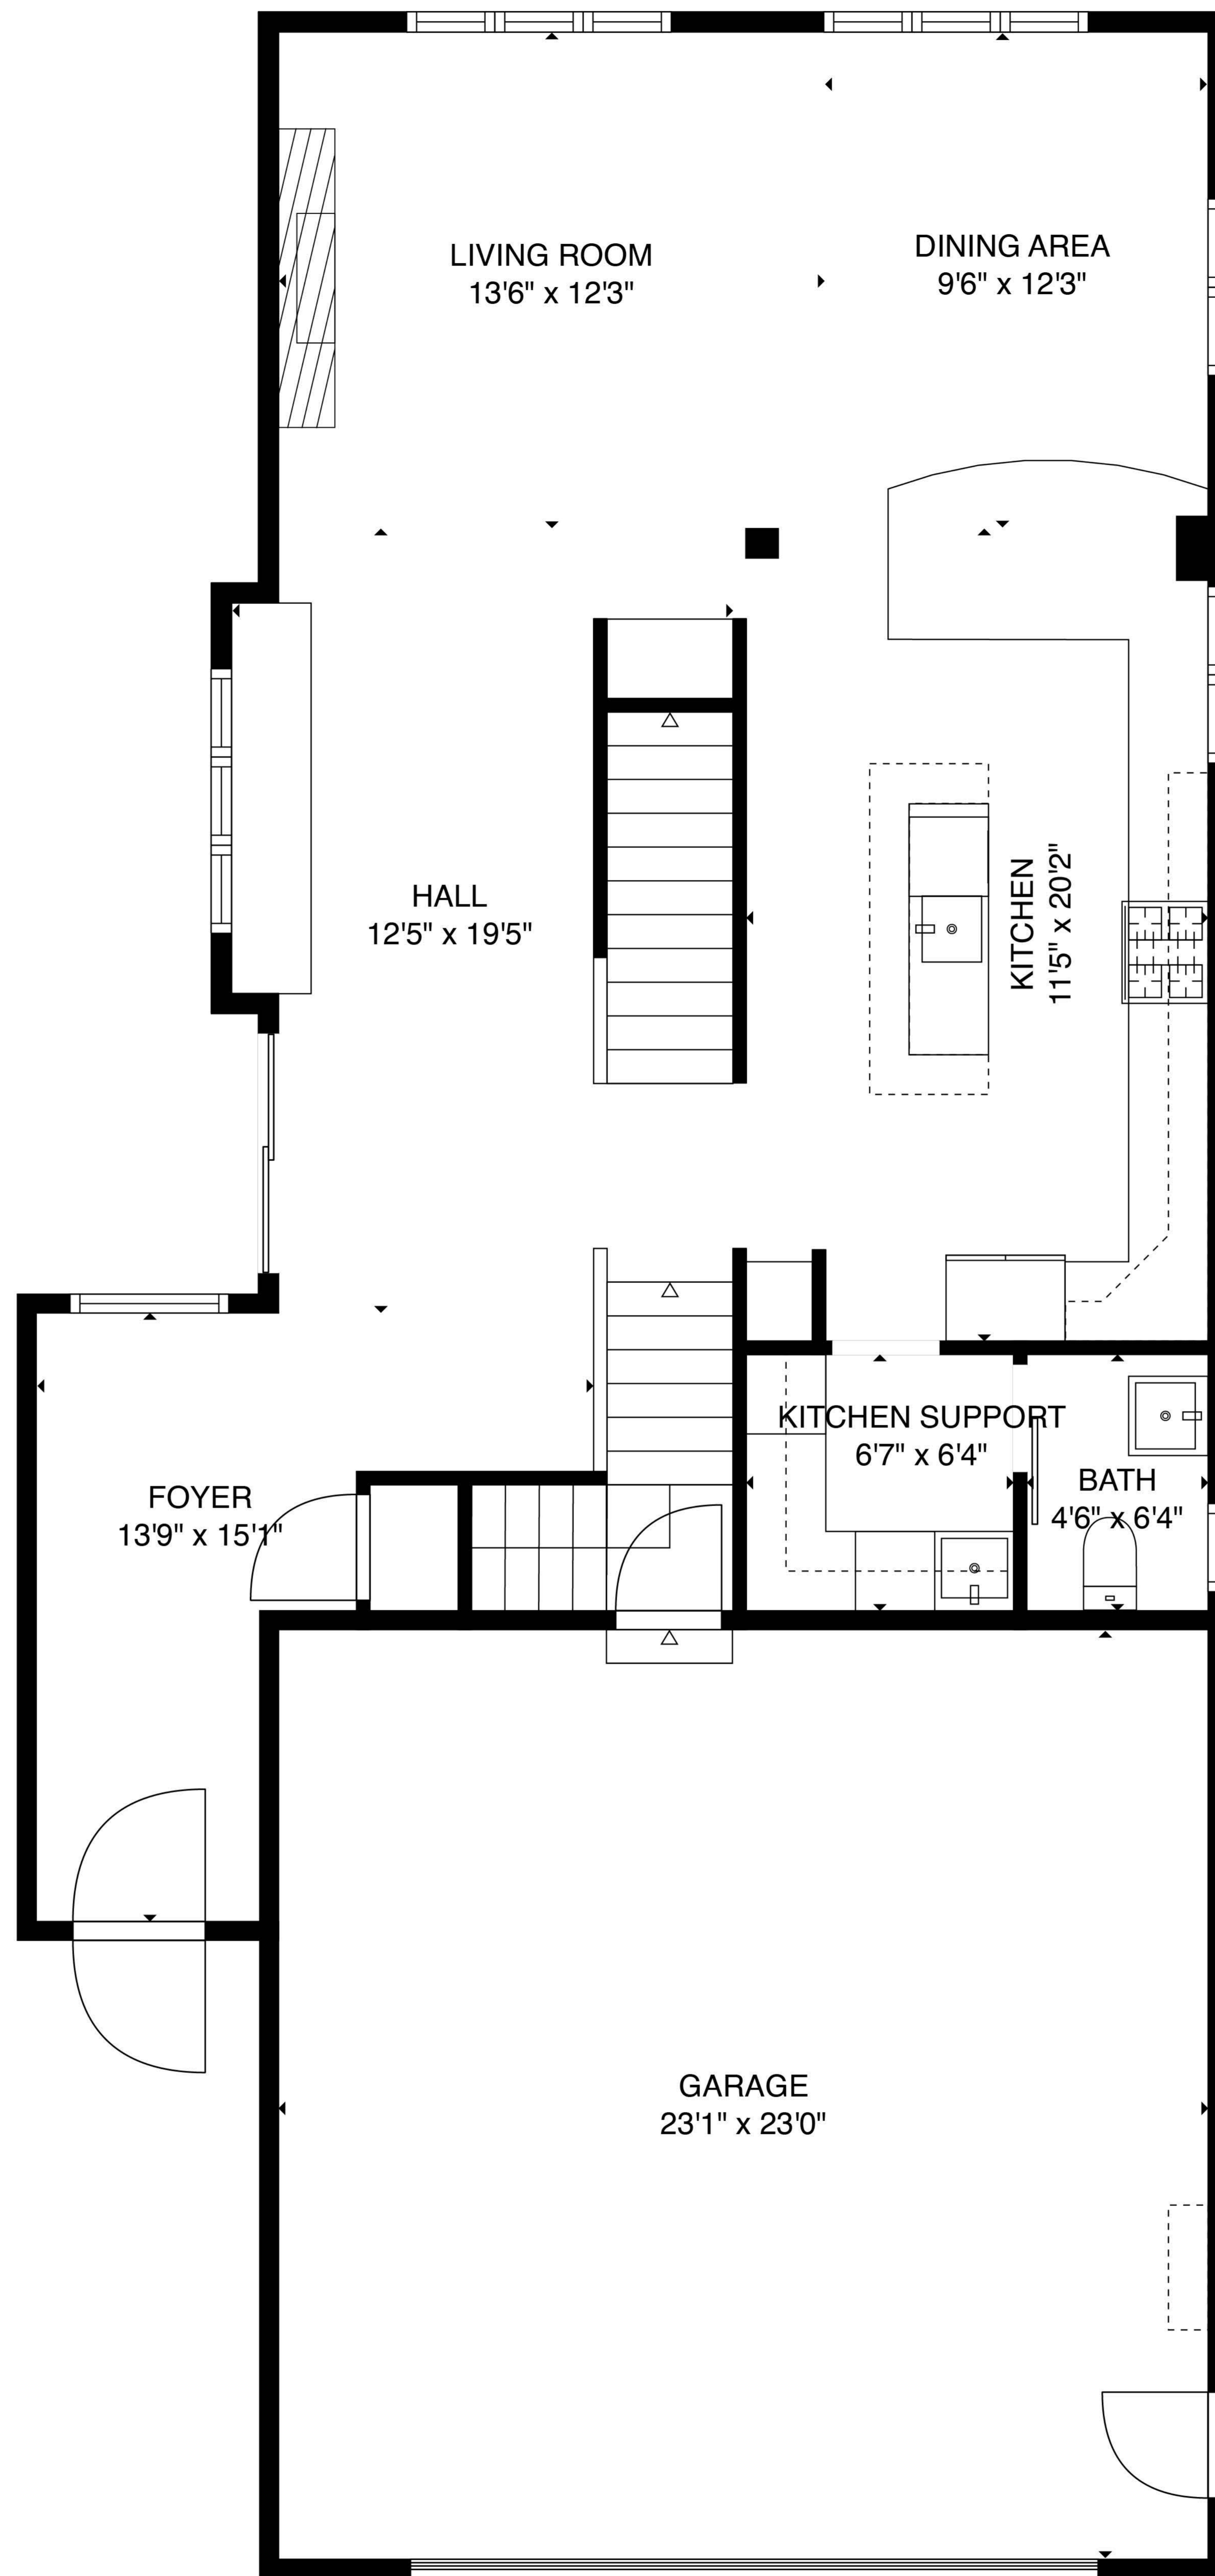 LIVING ROOM
13'6" x 12'3"
DINING AREA
9'6" x 12'3"
HALL
12'5" x 19'5"
KITCHEN
11'5" x 20'2"
KITCHEN SUPPORT
6'7" x 6'4"
BATH
4'6" x 6'4"
FOYER
13'9" x 15'1"
GARAGE
23'1" x 23'0"